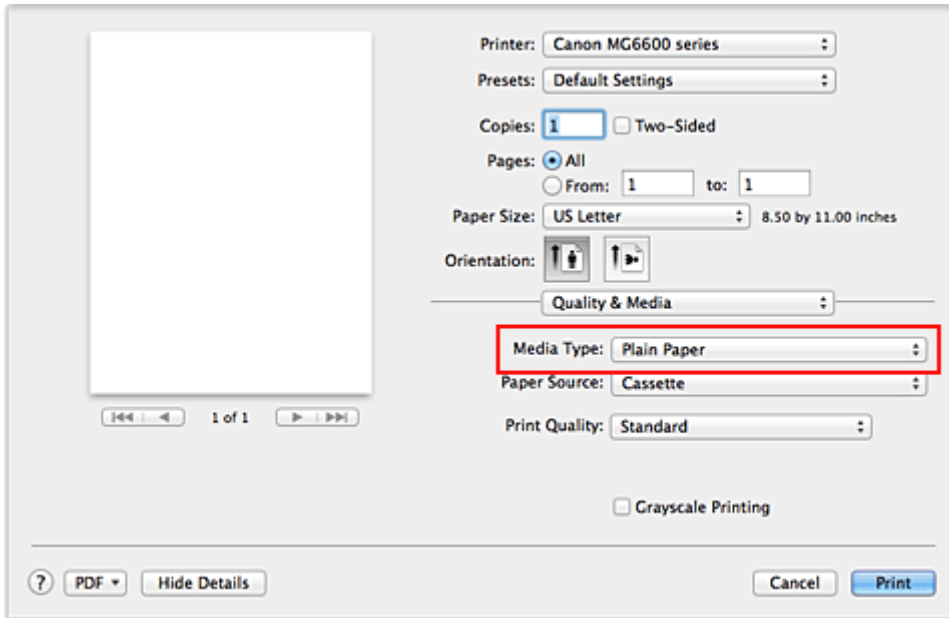 Printer: Canon MG6600 series
Presets: Default Settings
Copies: 1 Two-Sided
Pages: All
From: 1 to: 1
Paper Size: US Letter 8.50 by 11.00 inches
Orientation:
Quality & Media
Media Type: Plain Paper
Paper Source: Cassette
1 of 1
Print Quality: Standard
Grayscale Printing
? PDF Hide Details Cancel Print